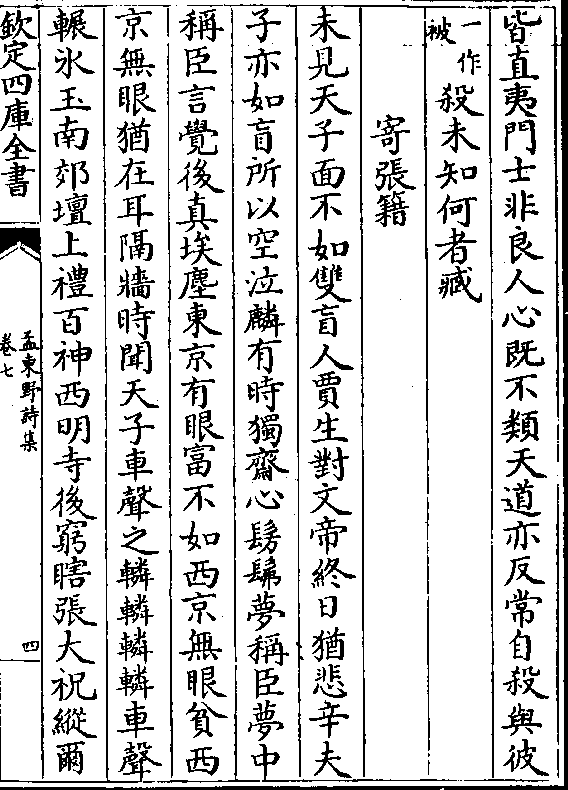 皆直夷門士非良人心既不類天道亦反常自殺與彼
一作被殺未知何者臧
寄張籍
未見天子面不如雙盲人賈生對文帝終日猶悲辛夫
子亦如盲所以空泣麟有時獨齋心髣髴夢稱臣夢中
稱臣言覺後真埃塵東京有眼富不如西京無眼貧西
京無眼猶在耳隔牆時聞天子車聲之轔轔轔轔車聲
輾氷玉南郊壇上禮百神西明寺後窮瞎張大祝縱爾
欽定四庫全書
孟東野詩集
卷七
四